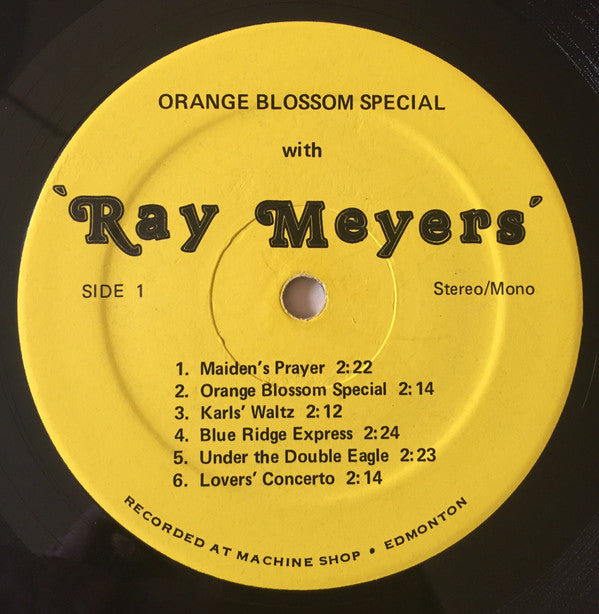 ORANGE BLOSSOM SPECIAL
with
'Ray Meyers'
SIDE 1
Stereo/Mono
1. Maiden's Prayer 2:22
2. Orange Blossom Special 2:14
3. Karls' Waltz 2:12
4. Blue Ridge Express 2:24
5. Under the Double Eagle 2:23
6. Lovers' Concerto 2:14
RECORDED AT MACHINE SHOP • EDMONTON